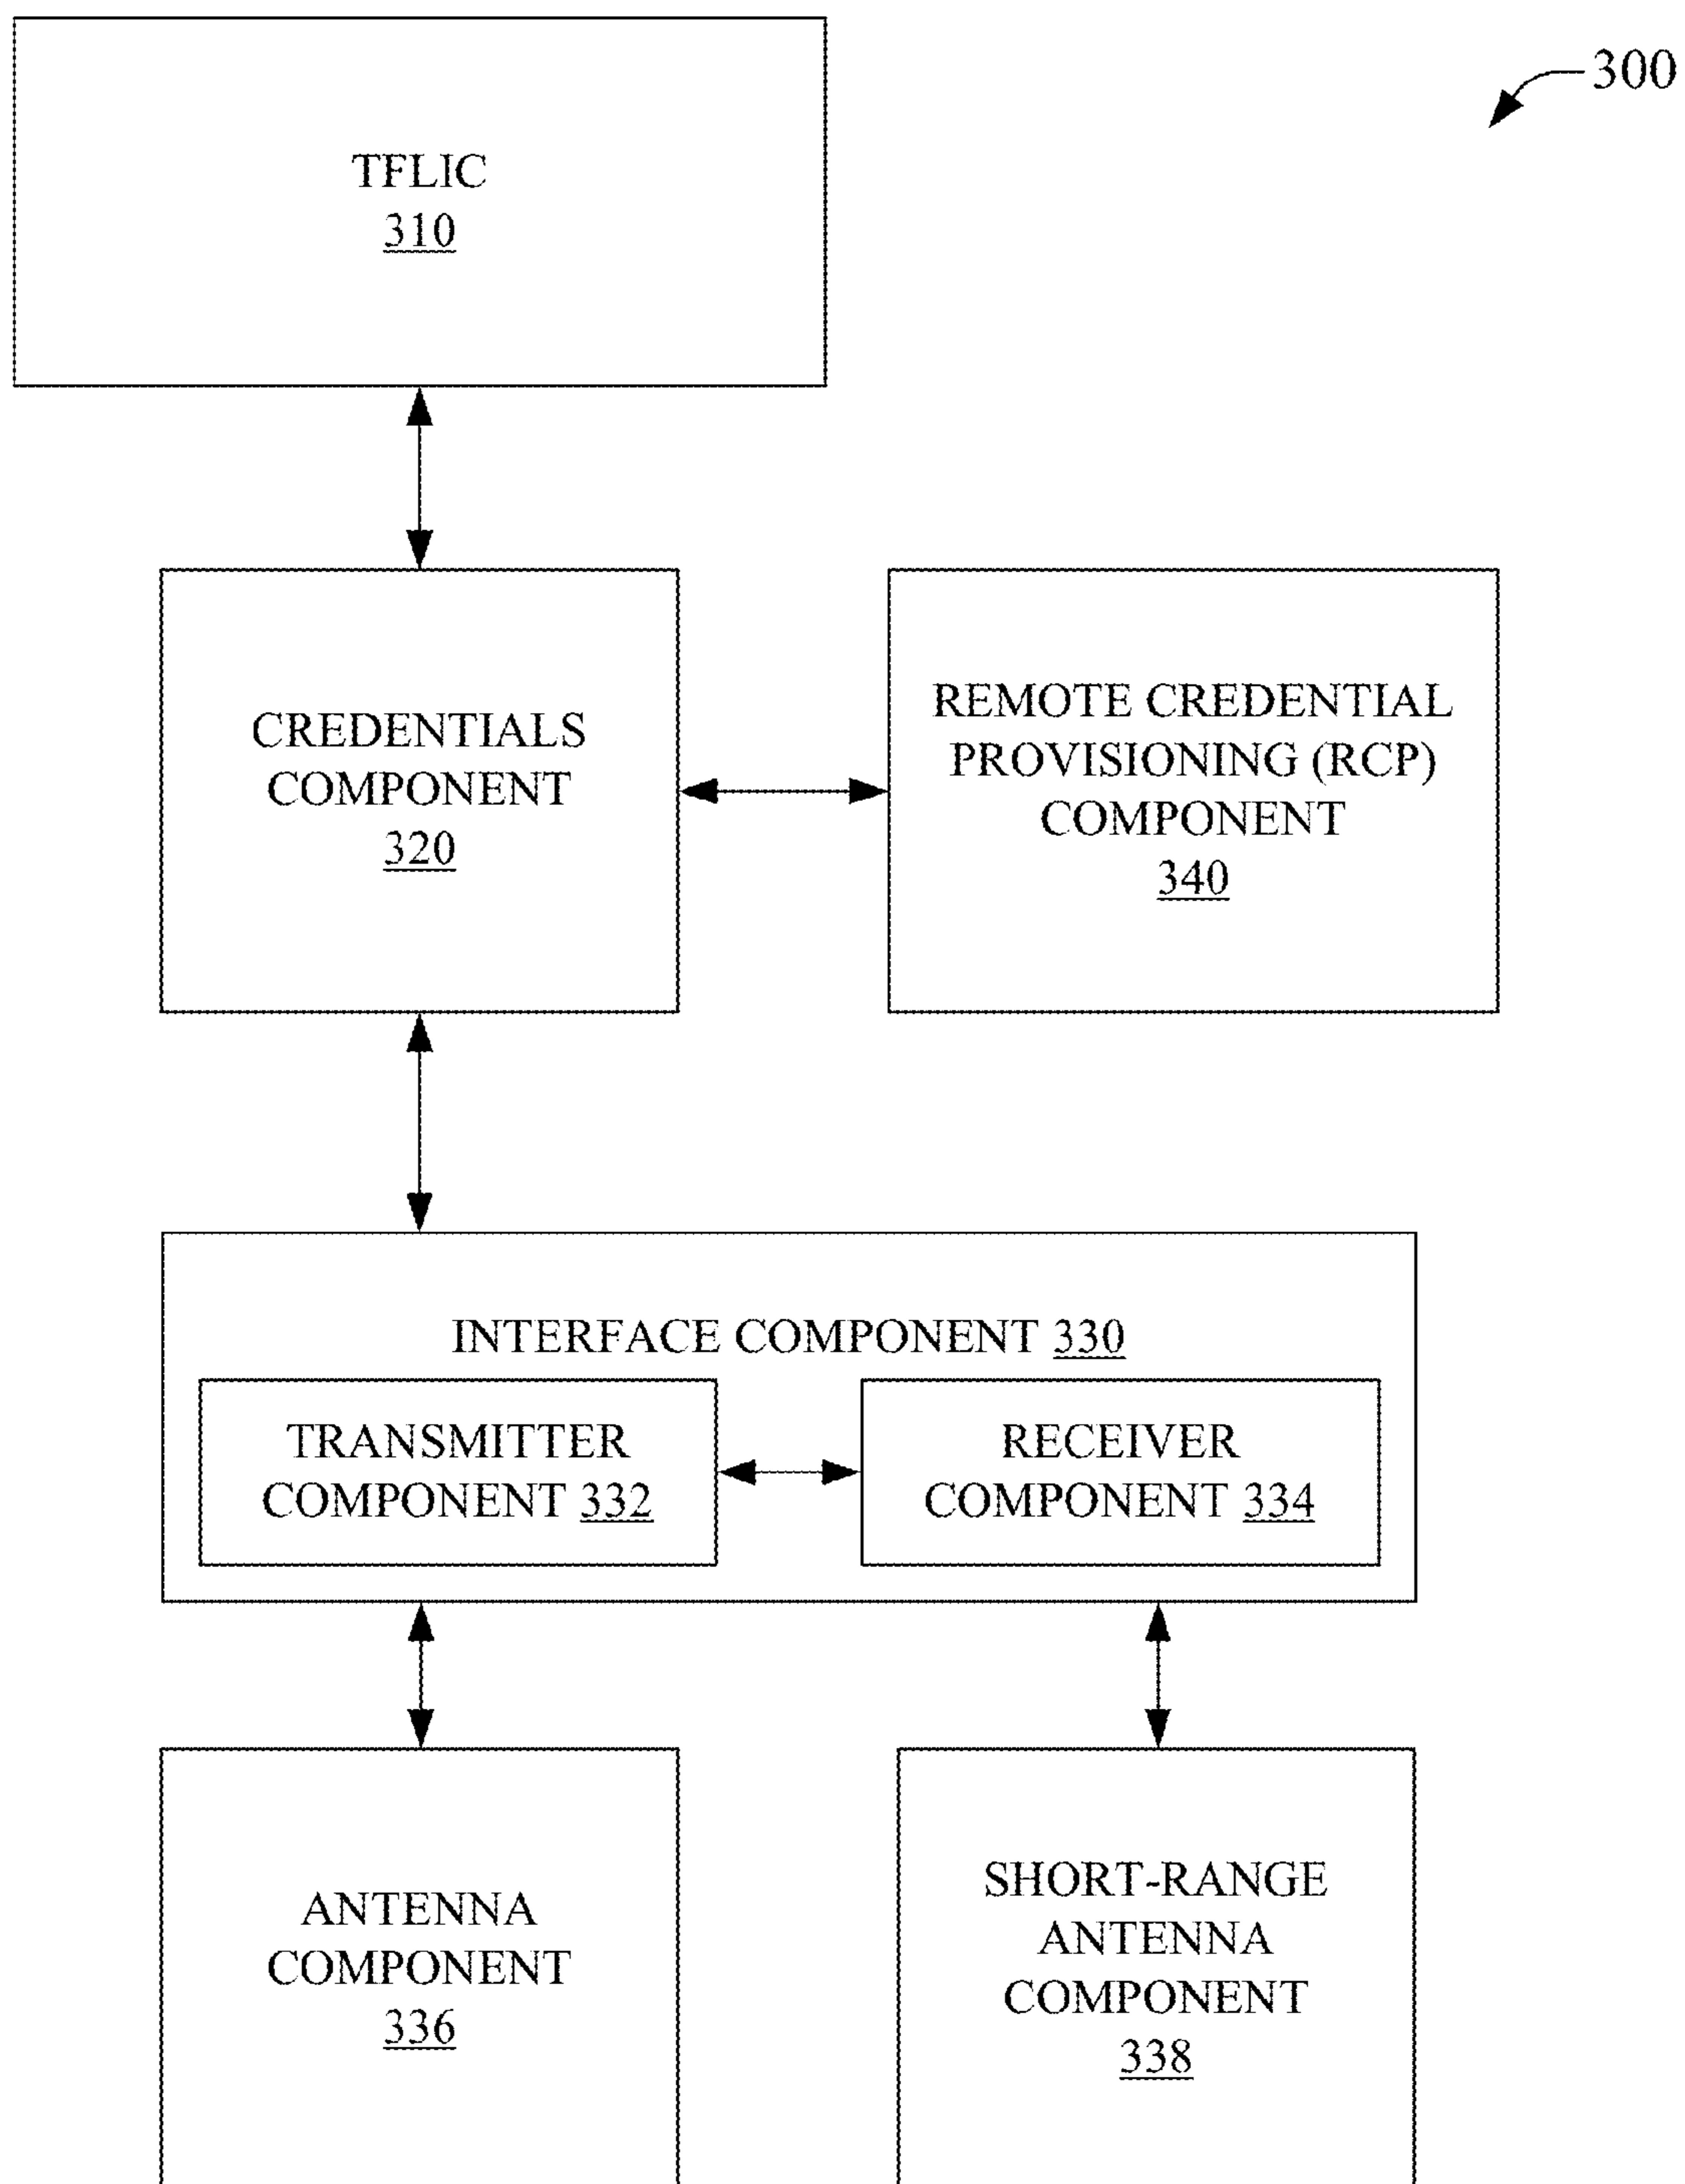 300
TFLIC
310
CREDENTIALS
COMPONENT
320
REMOTE CREDENTIAL
PROVISIONING (RCP)
COMPONENT
340
INTERFACE COMPONENT 330
TRANSMITTER
COMPONENT 332
RECEIVER
COMPONENT 334
ANTENNA
COMPONENT
336
SHORT-RANGE
ANTENNA
COMPONENT
338